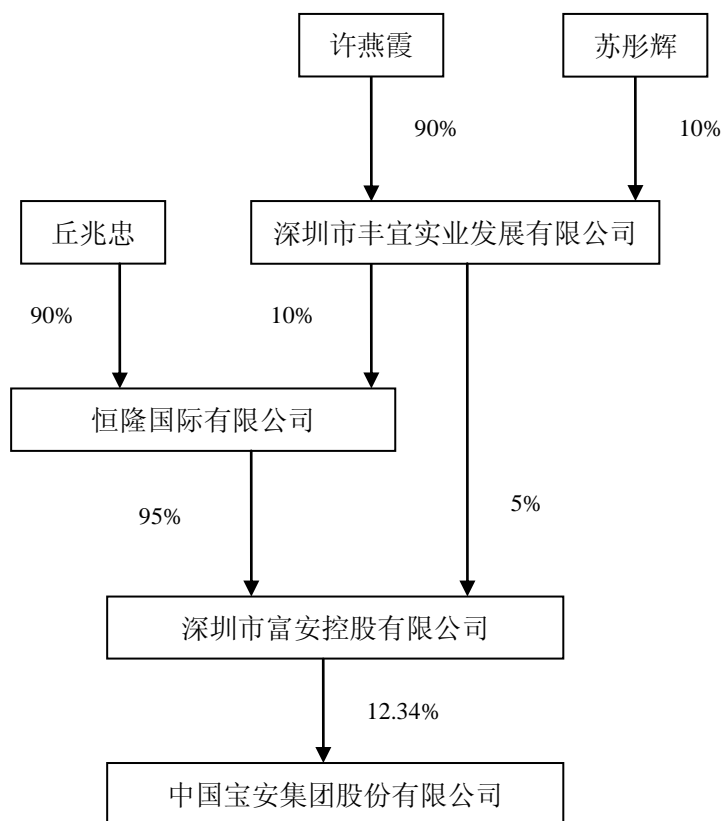 许燕霞
苏彤辉
90%
10%
丘兆忠
深圳市丰宜实业发展有限公司
90%
10%
恒隆国际有限公司
95%
5%
深圳市富安控股有限公司
12.34%
中国宝安集团股份有限公司